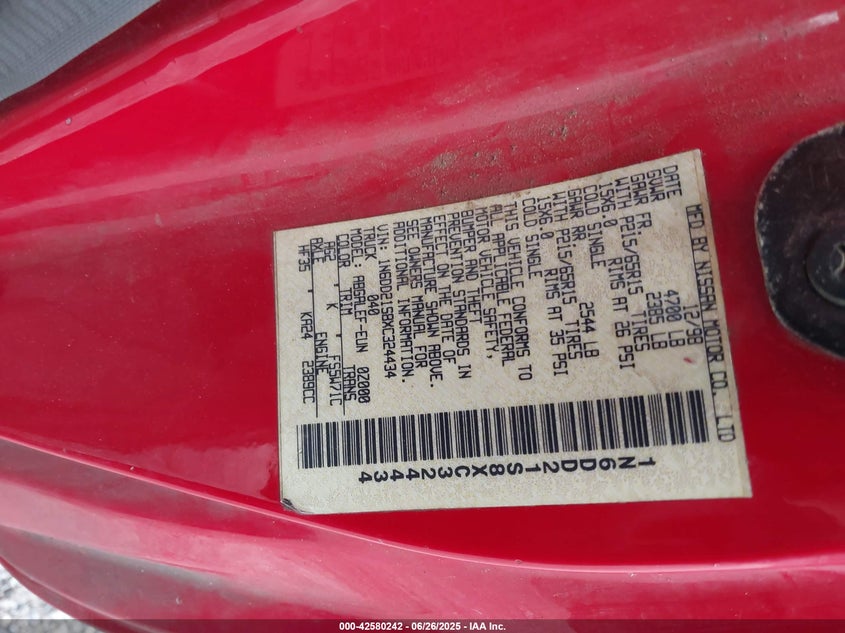 MFD BY NISSAN MOTOR CO., LTD
DATE 12/98
GVWR 4700 LB
GAWR FR. 2385 LB
WITH P215/65R15 TIRES
15X6.0 RIMS AT 26 PSI
COLD SINGLE
GAWR RR. 2544 LB
WITH P215/65R15 TIRES
15X6.0 RIMS AT 35 PSI
COLD SINGLE
THIS VEHICLE CONFORMS TO
ALL APPLICABLE FEDERAL
MOTOR VEHICLE SAFETY,
BUMPER AND THEFT
PREVENTION STANDARDS IN
EFFECT ON THE DATE OF
MANUFACTURE SHOWN ABOVE.
SEE OWNERS MANUAL FOR
ADDITIONAL INFORMATION.
VIN: 1N6DD21S8XC324434
TRUCK 040
MODEL: ABGALEF-EUN 02000
COLOR TRIM TRANS
AX2 K FS5W71C
AXLE ENGINE
HF35 KA24 2389CC
1N6DD21S8XC324434
000-42580242 | 06/26/2025 - IAA Inc.